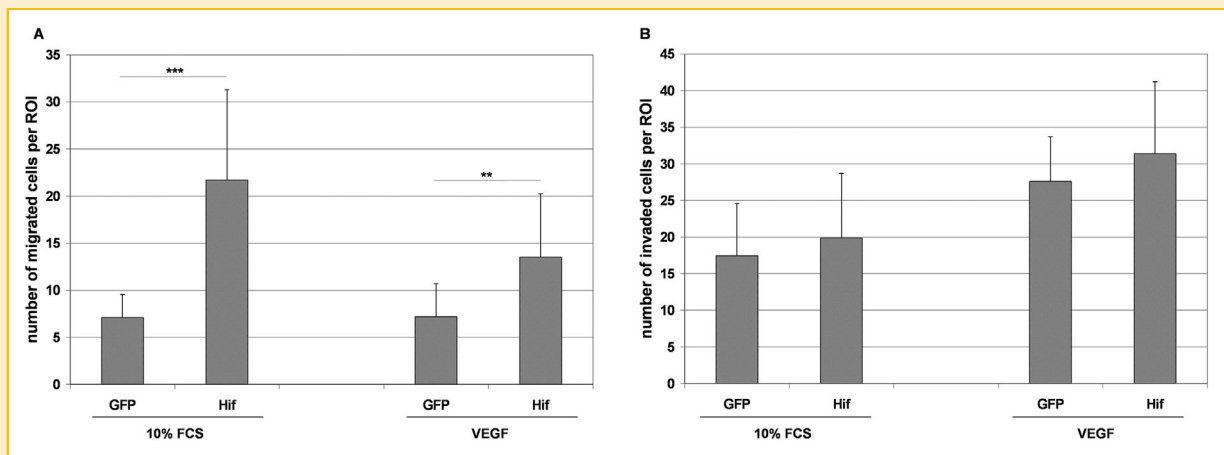 A
number of migrated cells per ROI
35
30
25
20
15
10
5
0
***
**
GFP Hif GFP Hif
10% FCS VEGF
B
number of invaded cells per ROI
45
40
35
30
25
20
15
10
5
0
GFP Hif GFP Hif
10% FCS VEGF